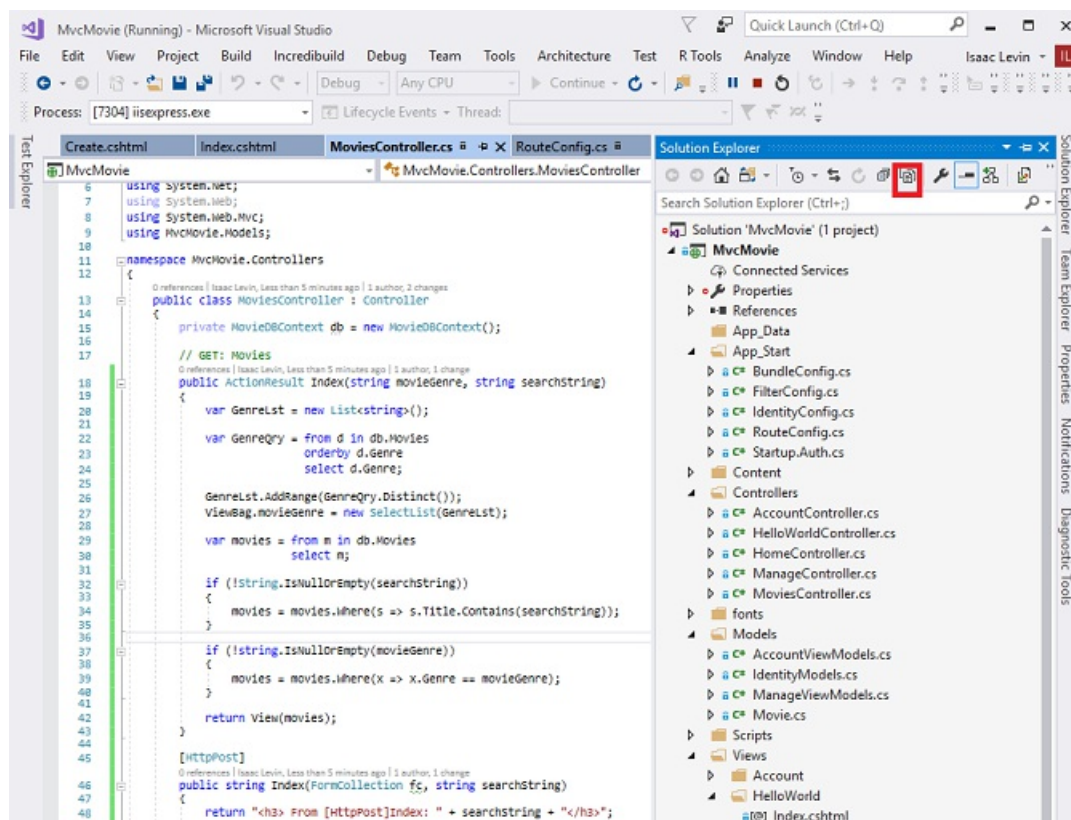 MvcMovie (Running) - Microsoft Visual Studio
Quick Launch (Ctrl+Q)
File Edit View Project Build Incredibuild Debug Team Tools Architecture Test R Tools Analyze Window Help Isaac Levin IL
Debug Any CPU Continue
Process: [7304] iisexpress.exe Lifecycle Events Thread:
Test Explorer
Create.cshtml Index.cshtml MoviesController.cs RouteConfig.cs
MvcMovie MvcMovie.Controllers.MoviesController
6 using System.Net;
7 using System.Web;
8 using System.Web.Mvc;
9 using MvcMovie.Models;
10
11 namespace MvcMovie.Controllers
12 {
0 references | Isaac Levin, Less than 5 minutes ago | 1 author, 2 changes
13 public class MoviesController : Controller
14 {
15 private MovieDBContext db = new MovieDBContext();
16
17 // GET: Movies
0 references | Isaac Levin, Less than 5 minutes ago | 1 author, 1 change
18 public ActionResult Index(string movieGenre, string searchString)
19 {
20 var GenreLst = new List<string>();
21
22 var GenreQry = from d in db.Movies
23 orderby d.Genre
24 select d.Genre;
25
26 GenreLst.AddRange(GenreQry.Distinct());
27 ViewBag.movieGenre = new SelectList(GenreLst);
28
29 var movies = from m in db.Movies
30 select m;
31
32 if (!String.IsNullOrEmpty(searchString))
33 {
34 movies = movies.Where(s => s.Title.Contains(searchString));
35 }
36
37 if (!string.IsNullOrEmpty(movieGenre))
38 {
39 movies = movies.Where(x => x.Genre == movieGenre);
40 }
41
42 return View(movies);
43 }
44
45 [HttpPost]
0 references | Isaac Levin, Less than 5 minutes ago | 1 author, 1 change
46 public string Index(FormCollection fc, string searchString)
47 {
48 return "<h3> From [HttpPost]Index: " + searchString + "</h3>";
Solution Explorer
Search Solution Explorer (Ctrl+;)
Solution 'MvcMovie' (1 project)
MvcMovie
Connected Services
Properties
References
App_Data
App_Start
C# BundleConfig.cs
C# FilterConfig.cs
C# IdentityConfig.cs
C# RouteConfig.cs
C# Startup.Auth.cs
Content
Controllers
C# AccountController.cs
C# HelloWorldController.cs
C# HomeController.cs
C# ManageController.cs
C# MoviesController.cs
fonts
Models
C# AccountViewModels.cs
C# IdentityModels.cs
C# ManageViewModels.cs
C# Movie.cs
Scripts
Views
Account
HelloWorld
[@] Index.cshtml
Solution Explorer
Team Explorer
Properties
Notifications
Diagnostic Tools